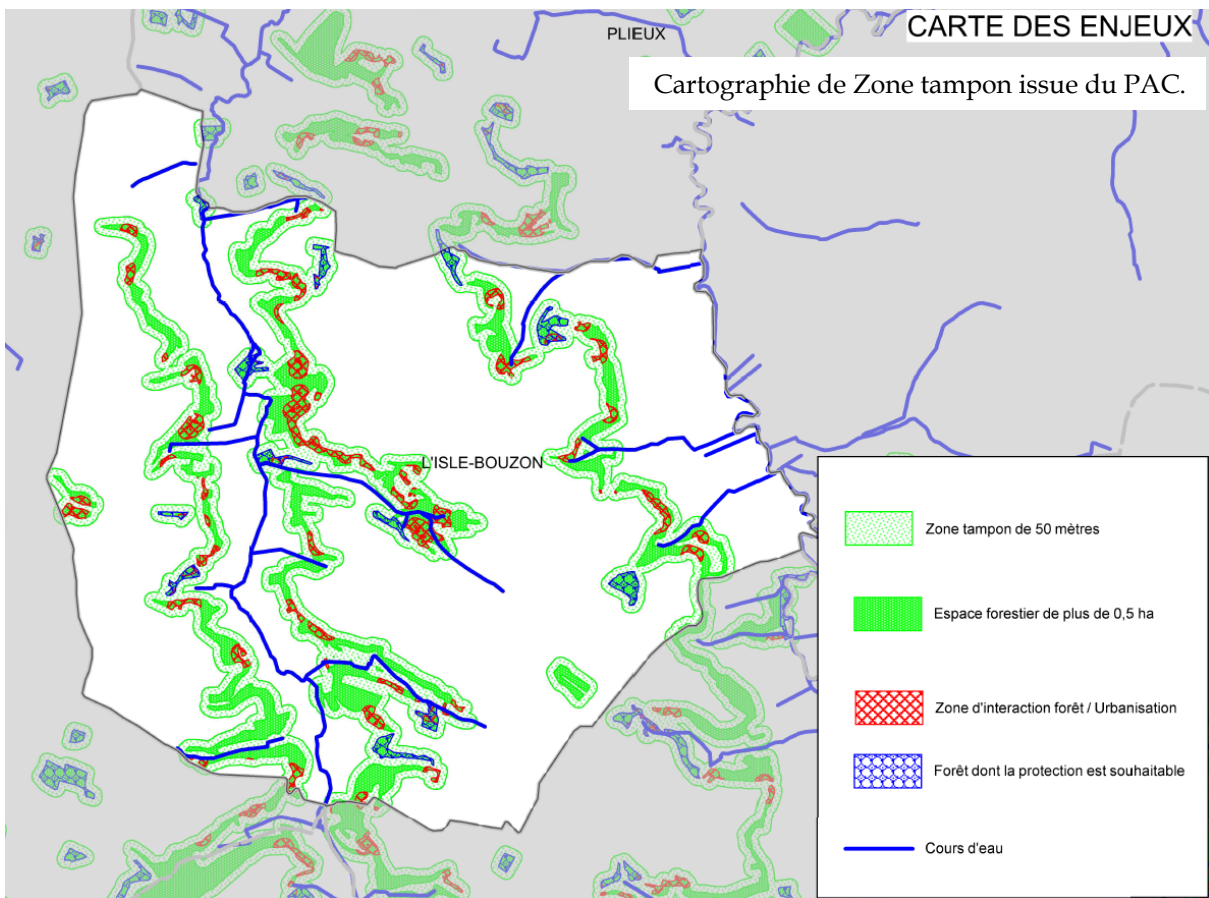 PLIEUX
CARTE DES ENJEUX
Cartographie de Zone tampon issue du PAC.
L'ISLE-BOUZON
Zone tampon de 50 mètres
Espace forestier de plus de 0,5 ha
Zone d'interaction forêt / Urbanisation
Forêt dont la protection est souhaitable
Cours d'eau